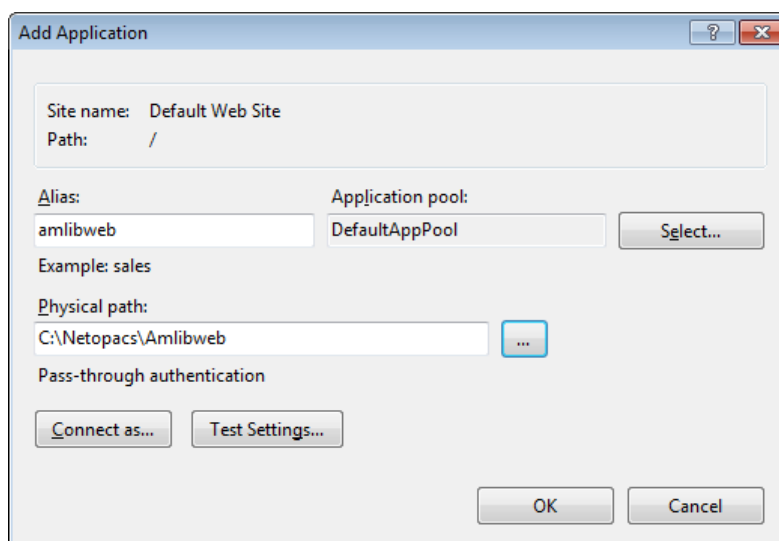 Add Application
Site name: Default Web Site
Path: /
Alias: Application pool:
amlibweb DefaultAppPool Select...
Example: sales
Physical path:
C:\Netopacs\Amlibweb ...
Pass-through authentication
Connect as... Test Settings...
OK Cancel